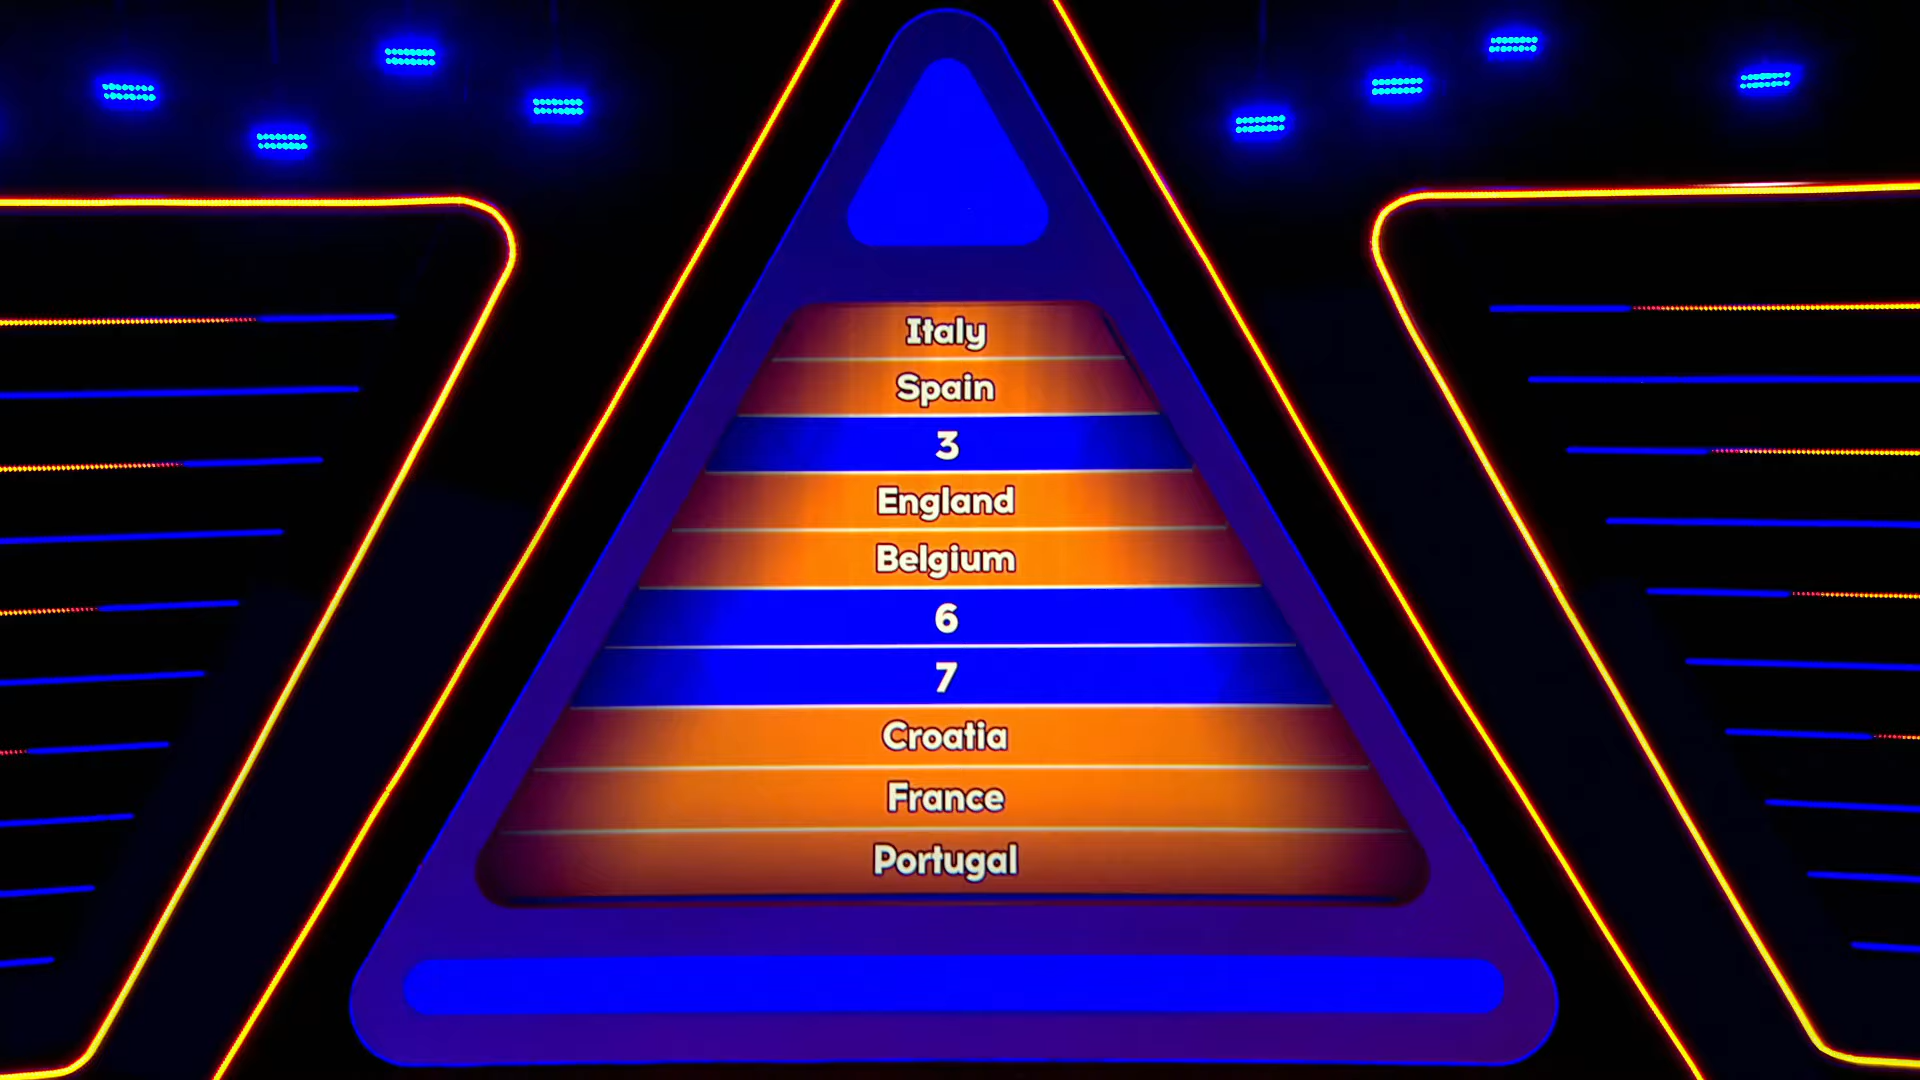 Italy
Spain
3
England
Belgium
6
7
Croatia
France
Portugal